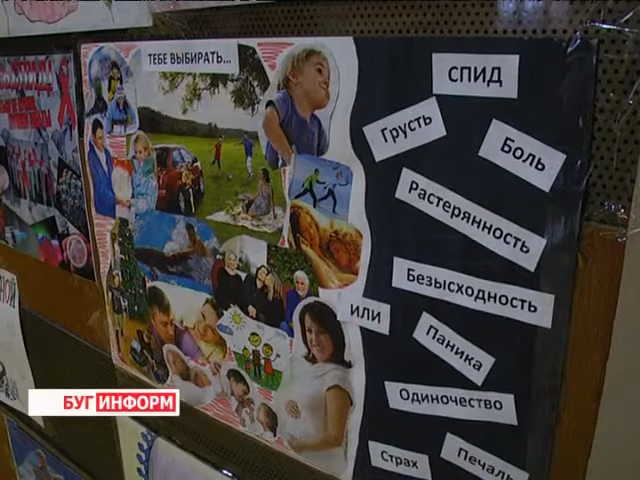 ТЕБЕ ВЫБИРАТЬ...
СПИД
Грусть
Боль
Растерянность
Безысходность
ИЛИ
Паника
Одиночество
Страх
Печаль
БУГИНФОРМ